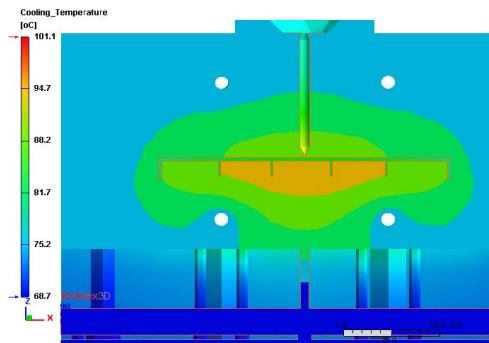 Cooling_Temperature
[oC]
101.1
94.7
88.2
81.7
75.2
68.7
Moldex3D
Z
X